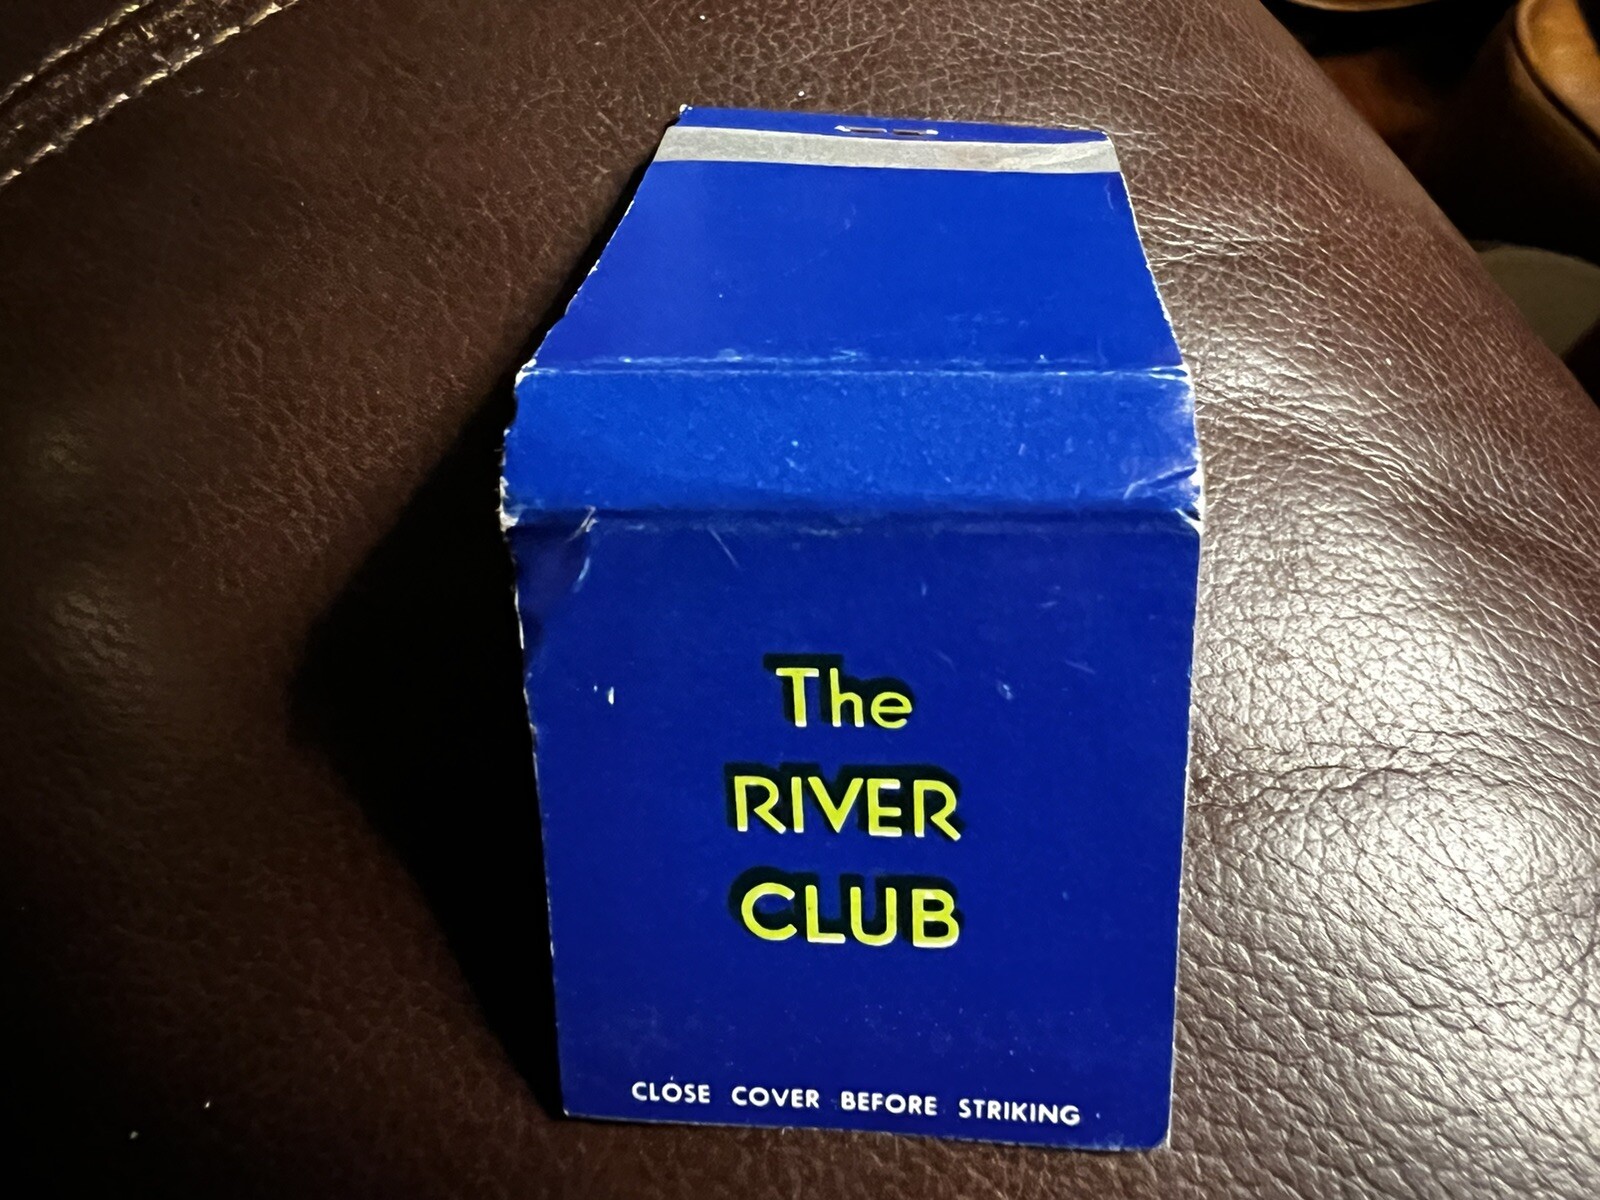 The
RIVER
CLUB
CLOSE COVER BEFORE STRIKING